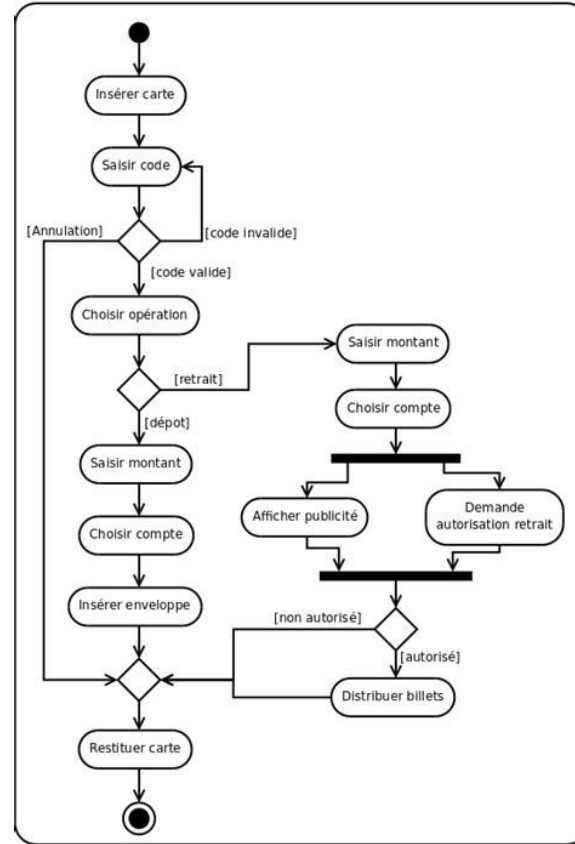 Insérer carte
Saisir code
[Annulation]
[code invalide]
[code valide]
Choisir opération
[retrait]
[dépot]
Saisir montant
Choisir compte
Insérer enveloppe
Saisir montant
Choisir compte
Afficher publicité
Demande
autorisation retrait
[non autorisé]
[autorisé]
Distribuer billets
Restituer carte